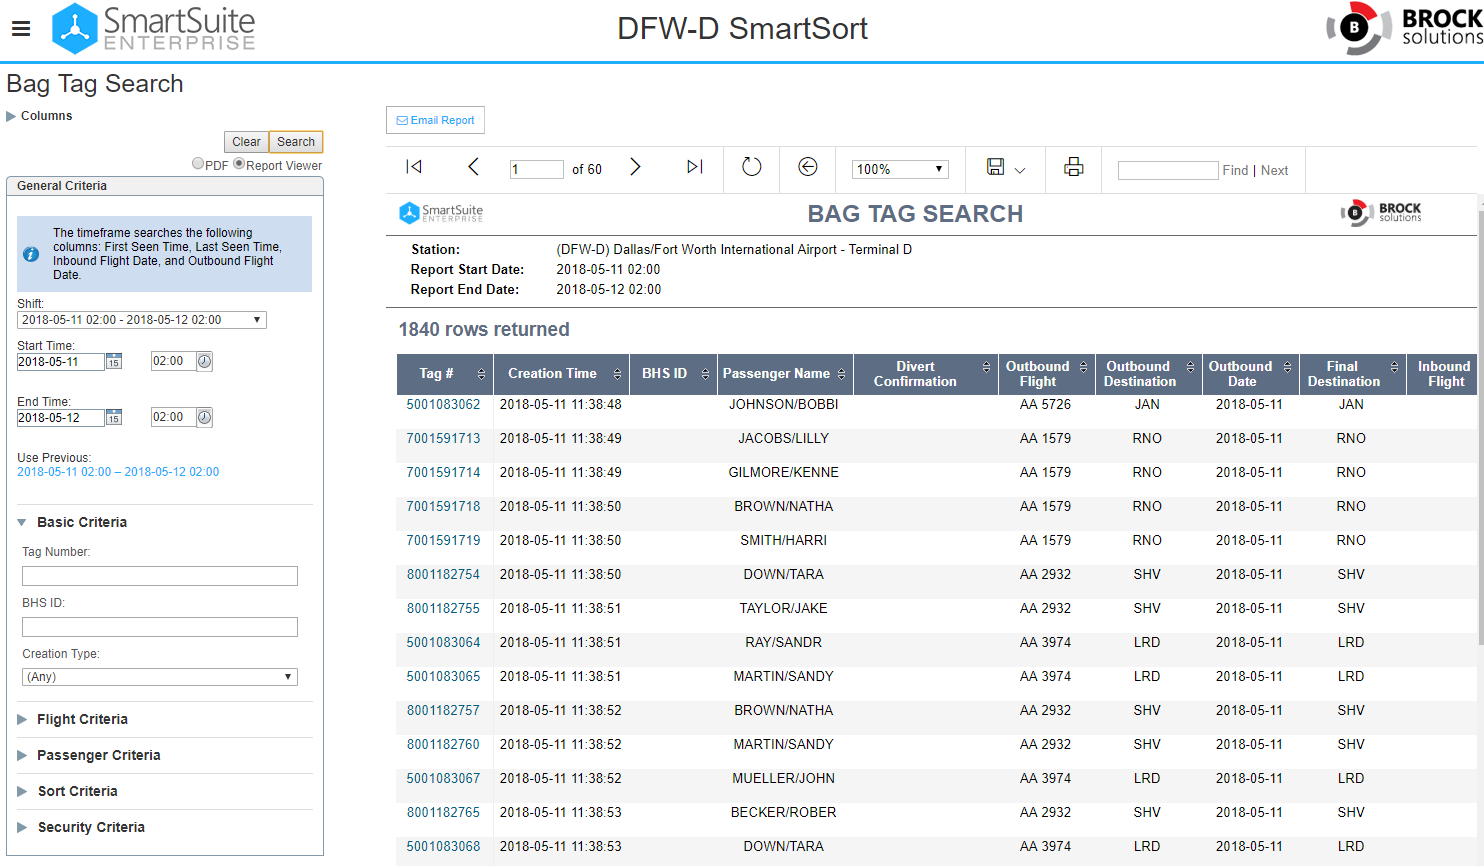 SmartSuite
ENTERPRISE
DFW-D SmartSort
B
BROCK
solutions
Bag Tag Search
Columns
Clear Search
PDF Report Viewer
General Criteria
The timeframe searches the following
columns: First Seen Time, Last Seen Time,
Inbound Flight Date, and Outbound Flight
Date.
Shift:
2018-05-11 02:00 - 2018-05-12 02:00
Start Time:
2018-05-11 15 02:00
End Time:
2018-05-12 15 02:00
Use Previous:
2018-05-11 02:00 – 2018-05-12 02:00
Basic Criteria
Tag Number:
BHS ID:
Creation Type:
(Any)
Flight Criteria
Passenger Criteria
Sort Criteria
Security Criteria
Email Report
1 of 60 100% Find | Next
SmartSuite
ENTERPRISE
BAG TAG SEARCH
B
BROCK
solutions
Station: (DFW-D) Dallas/Fort Worth International Airport - Terminal D
Report Start Date: 2018-05-11 02:00
Report End Date: 2018-05-12 02:00
1840 rows returned
Tag # Creation Time BHS ID Passenger Name Divert Confirmation Outbound Flight Outbound Destination Outbound Date Final Destination Inbound Flight
5001083062 2018-05-11 11:38:48 JOHNSON/BOBBI AA 5726 JAN 2018-05-11 JAN
7001591713 2018-05-11 11:38:49 JACOBS/LILLY AA 1579 RNO 2018-05-11 RNO
7001591714 2018-05-11 11:38:49 GILMORE/KENNE AA 1579 RNO 2018-05-11 RNO
7001591718 2018-05-11 11:38:50 BROWN/NATHA AA 1579 RNO 2018-05-11 RNO
7001591719 2018-05-11 11:38:50 SMITH/HARRI AA 1579 RNO 2018-05-11 RNO
8001182754 2018-05-11 11:38:50 DOWN/TARA AA 2932 SHV 2018-05-11 SHV
8001182755 2018-05-11 11:38:51 TAYLOR/JAKE AA 2932 SHV 2018-05-11 SHV
5001083064 2018-05-11 11:38:51 RAY/SANDR AA 3974 LRD 2018-05-11 LRD
5001083065 2018-05-11 11:38:51 MARTIN/SANDY AA 3974 LRD 2018-05-11 LRD
8001182757 2018-05-11 11:38:52 BROWN/NATHA AA 2932 SHV 2018-05-11 SHV
8001182760 2018-05-11 11:38:52 MARTIN/SANDY AA 2932 SHV 2018-05-11 SHV
5001083067 2018-05-11 11:38:52 MUELLER/JOHN AA 3974 LRD 2018-05-11 LRD
8001182765 2018-05-11 11:38:53 BECKER/ROBER AA 2932 SHV 2018-05-11 SHV
5001083068 2018-05-11 11:38:53 DOWN/TARA AA 3974 LRD 2018-05-11 LRD